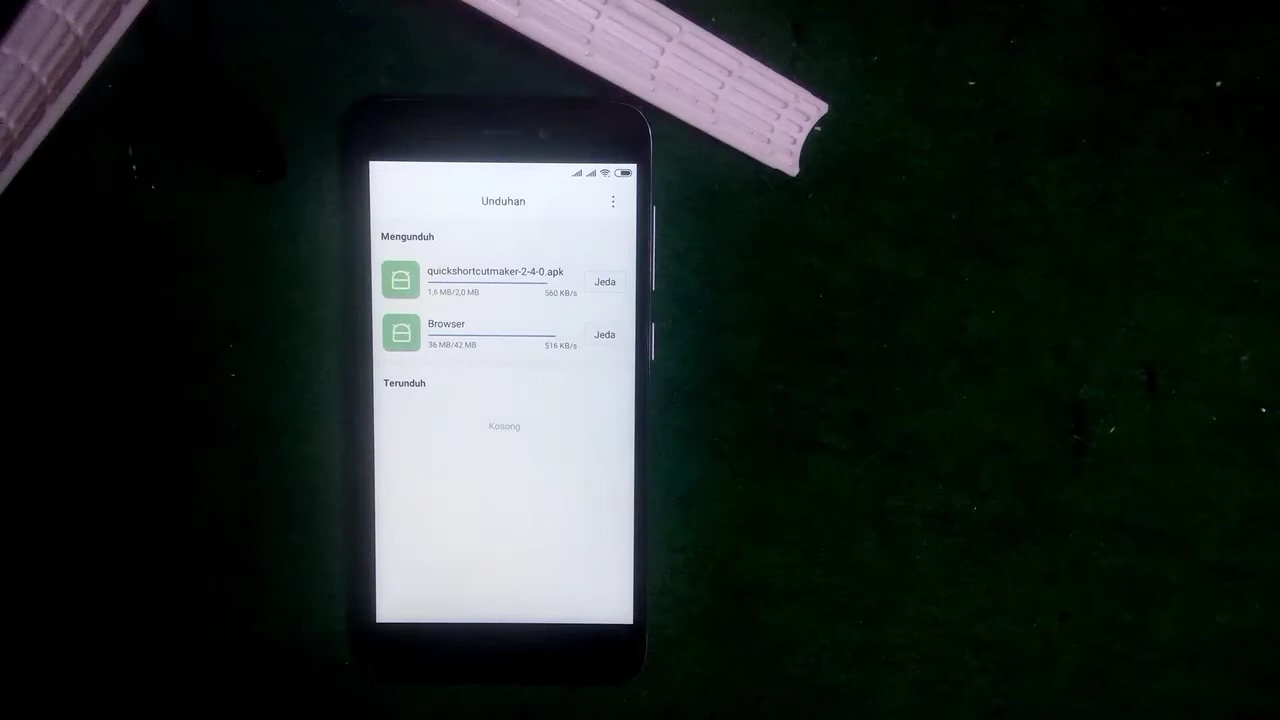 Unduhan
Mengunduh
quickshortcutmaker-2-4-0.apk
1,6 MB/2,0 MB 560 KB/s
Jeda
Browser
36 MB/42 MB 516 KB/s
Jeda
Terunduh
Kosong